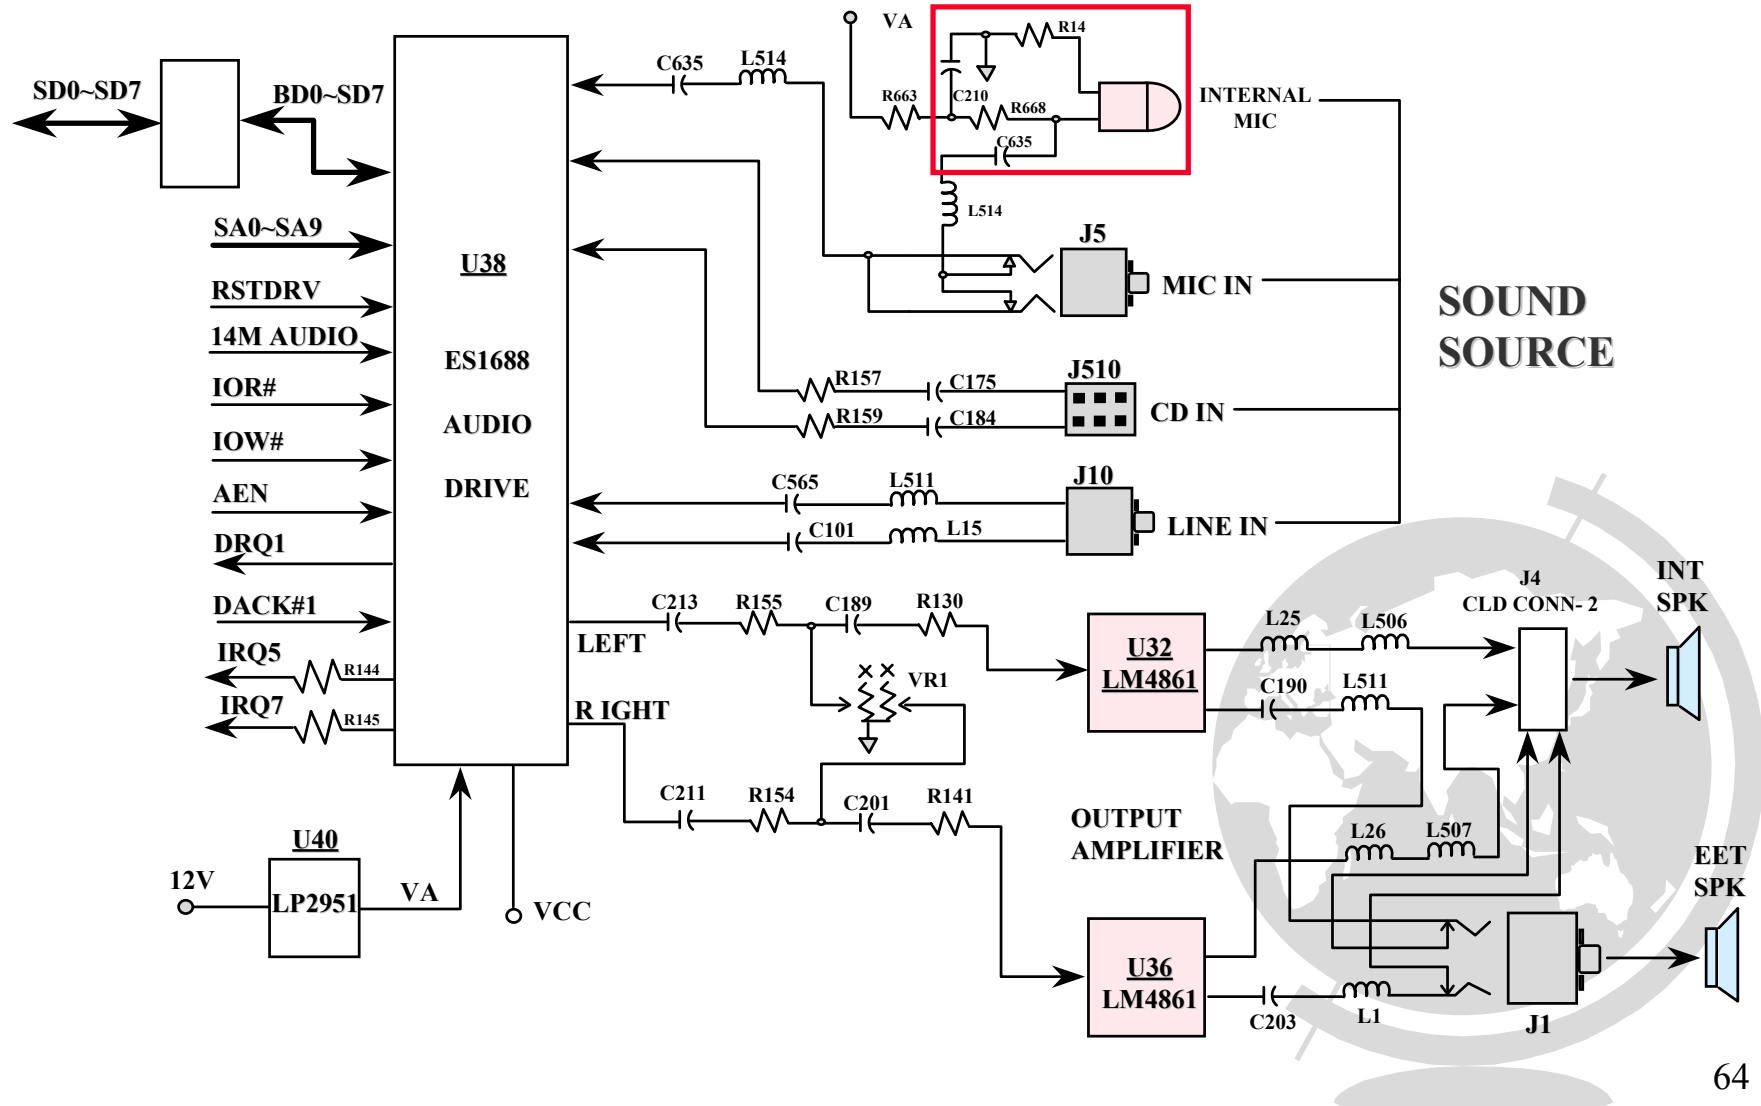 VA
R14
C635
L514
SD0~SD7
BD0~SD7
R663
C210
R668
INTERNAL
MIC
C635
L514
SA0~SA9
U38
J5
MIC IN
RSTDRV
SOUND
SOURCE
14M AUDIO
ES1688
J510
IOR#
R157
C175
CD IN
R159
C184
AUDIO
IOW#
C565
L511
J10
AEN
DRIVE
C101
L15
LINE IN
DRQ1
J4
CLD CONN- 2
INT
SPK
DACK#1
C213
R155
C189
R130
LEFT
U32
LM4861
L25
L506
IRQ5
R144
VR1
C190
L511
IRQ7
R145
R IGHT
C211
R154
C201
R141
OUTPUT
AMPLIFIER
L26
L507
U40
EET
SPK
12V
LP2951
VA
VCC
U36
LM4861
C203
L1
J1
64